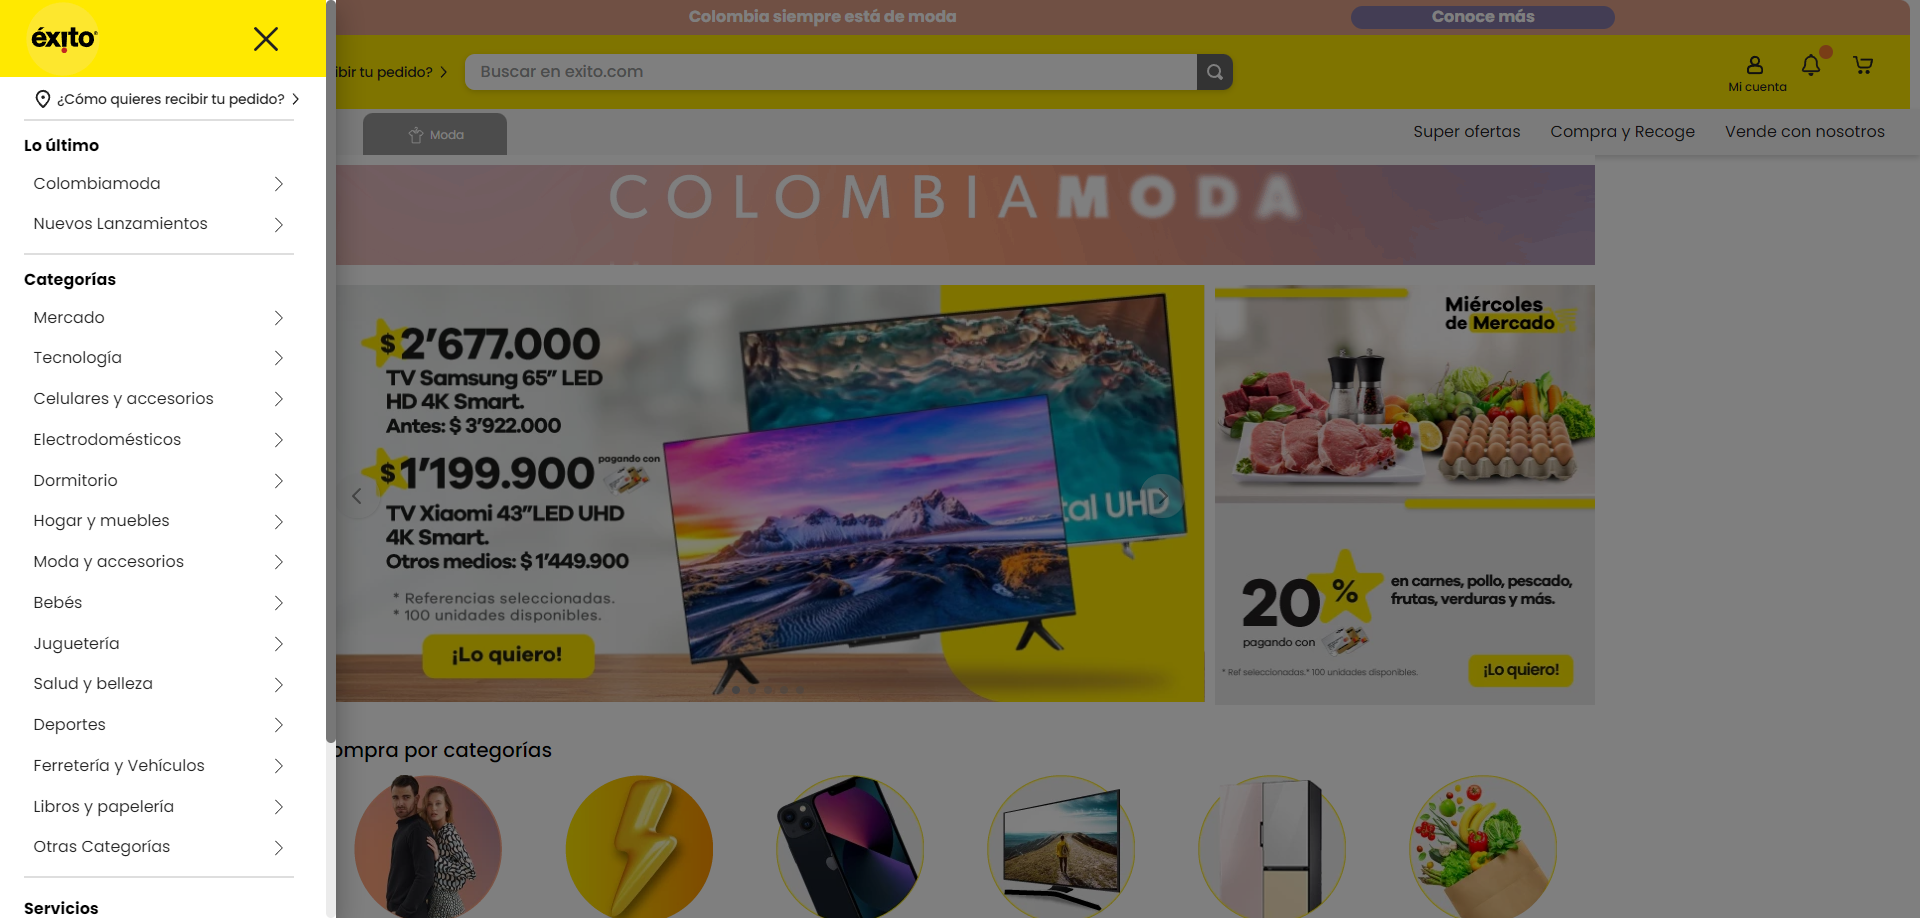 éxito
¿Cómo quieres recibir tu pedido?
Lo último
Colombiamoda
Nuevos Lanzamientos
Categorías
Mercado
Tecnología
Celulares y accesorios
Electrodomésticos
Dormitorio
Hogar y muebles
Moda y accesorios
Bebés
Juguetería
Salud y belleza
Deportes
Ferretería y Vehículos
Libros y papelería
Otras Categorías
Servicios
Colombia siempre está de moda
Conoce más
ibir tu pedido?
Buscar en exito.com
Mi cuenta
Moda
Super ofertas
Compra y Recoge
Vende con nosotros
COLOMBIAMODA
$2'677.000
TV Samsung 65” LED
HD 4K Smart.
Antes: $ 3’922.000
$1'199.900 pagando con
TV Xiaomi 43”LED UHD
4K Smart.
Otros medios: $ 1’449.900
* Referencias seleccionadas.
* 100 unidades disponibles.
¡Lo quiero!
tal UHD
Miércoles
de Mercado
20%
en carnes, pollo, pescado,
frutas, verduras y más.
pagando con
* Ref seleccionadas.* 100 unidades disponibles.
¡Lo quiero!
ompra por categorías